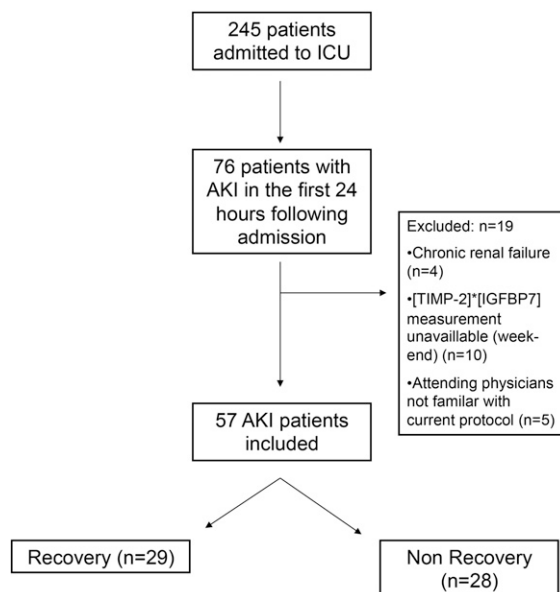 245 patients
admitted to ICU
76 patients with
AKI in the first 24
hours following
admission
Excluded: n=19
•Chronic renal failure
(n=4)
•[TIMP-2]*[IGFBP7]
measurement
unavaillable (week-
end) (n=10)
•Attending physicians
not familar with
current protocol (n=5)
57 AKI patients
included
Recovery (n=29)
Non Recovery
(n=28)